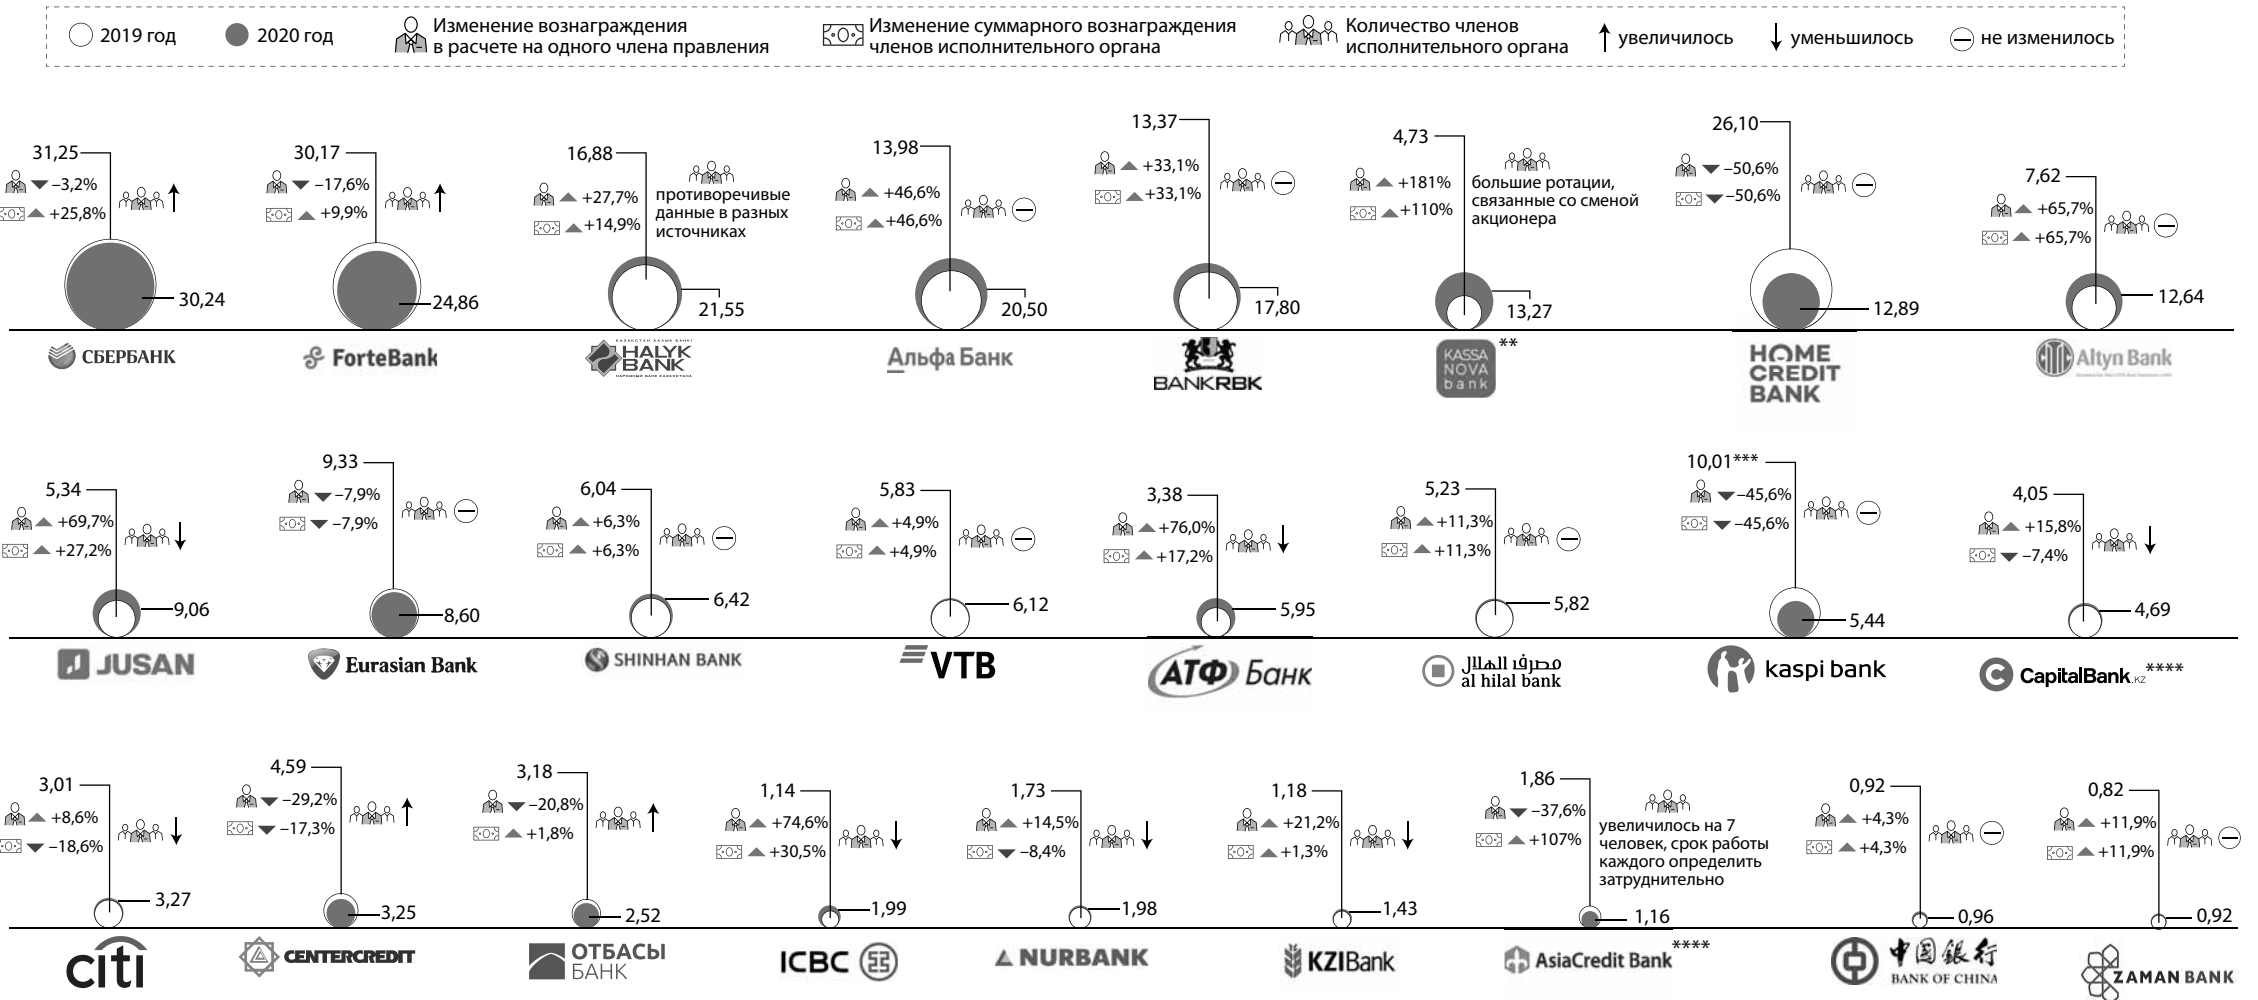 2019 год
2020 год
Изменение вознаграждения
в расчете на одного члена правления
Изменение суммарного вознаграждения
членов исполнительного органа
Количество членов
исполнительного органа
увеличилось
уменьшилось
не изменилось
31,25
–3,2%
+25,8%
30,24
СБЕРБАНК
30,17
–17,6%
+9,9%
24,86
ForteBank
16,88
+27,7%
+14,9%
противоречивые
данные в разных
источниках
21,55
HALYK
BANK
13,98
+46,6%
+46,6%
20,50
Альфа Банк
13,37
+33,1%
+33,1%
17,80
BANKRBK
4,73
+181%
+110%
большие ротации,
связанные со сменой
акционера
13,27
KASSA
NOVA
bank
**
26,10
–50,6%
–50,6%
12,89
HOME
CREDIT
BANK
7,62
+65,7%
+65,7%
12,64
CITIC
Altyn Bank
5,34
+69,7%
+27,2%
9,06
JUSAN
9,33
–7,9%
–7,9%
8,60
Eurasian Bank
6,04
+6,3%
+6,3%
6,42
SHINHAN BANK
5,83
+4,9%
+4,9%
6,12
VTB
3,38
+76,0%
+17,2%
5,95
АТФ Банк
5,23
+11,3%
+11,3%
5,82
مصرف الهلال
al hilal bank
10,01***
–45,6%
–45,6%
5,44
kaspi bank
4,05
+15,8%
–7,4%
4,69
CapitalBank.KZ ****
3,01
+8,6%
–18,6%
3,27
citi
4,59
–29,2%
–17,3%
3,25
CENTERCREDIT
3,18
–20,8%
+1,8%
2,52
ОТБАСЫ
БАНК
1,14
+74,6%
+30,5%
1,99
ICBC
1,73
+14,5%
–8,4%
1,98
NURBANK
1,18
+21,2%
+1,3%
1,43
KZIBank
1,86
–37,6%
+107%
увеличилось на 7
человек, срок работы
каждого определить
затруднительно
1,16
AsiaCredit Bank ****
0,92
+4,3%
+4,3%
0,96
中國銀行
BANK OF CHINA
0,82
+11,9%
+11,9%
0,92
ZAMAN BANK